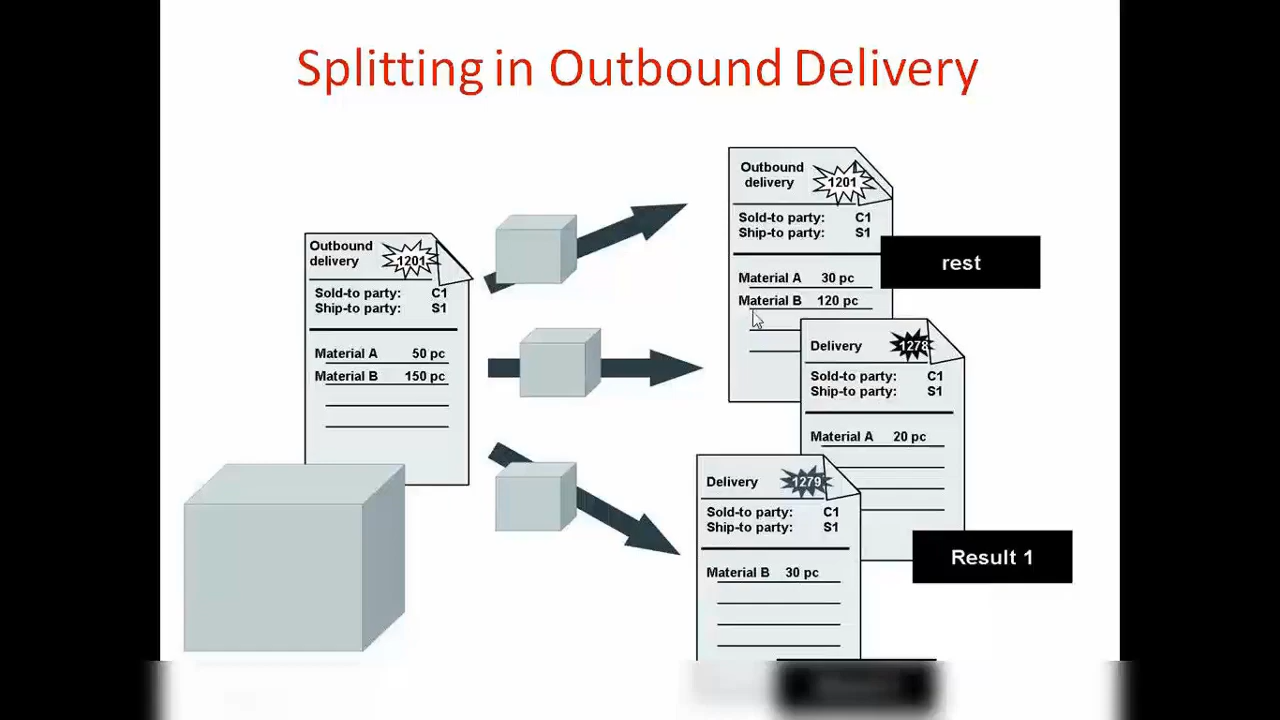 Splitting in Outbound Delivery
Outbound
delivery 1201
Sold-to party: C1
Ship-to party: S1
Material A 50 pc
Material B 150 pc
Outbound
delivery 1201
Sold-to party: C1
Ship-to party: S1
Material A 30 pc
Material B 120 pc
rest
Delivery 1278
Sold-to party: C1
Ship-to party: S1
Material A 20 pc
Result 1
Delivery 1279
Sold-to party: C1
Ship-to party: S1
Material B 30 pc